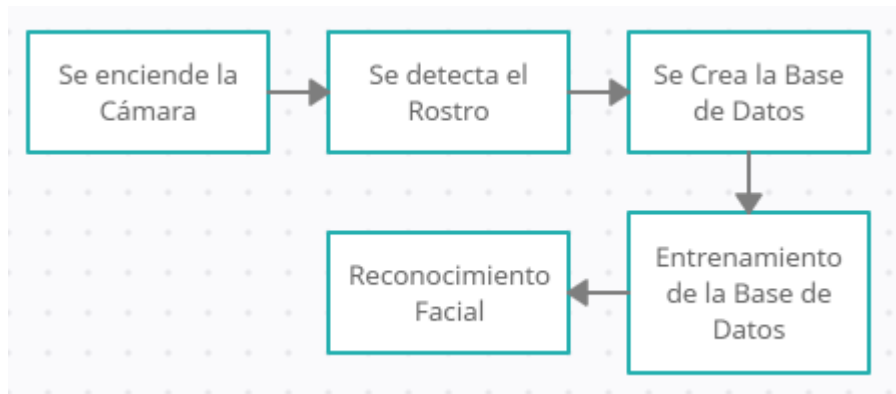 Se enciende la
Cámara
Se detecta el
Rostro
Se Crea la Base
de Datos
Entrenamiento
de la Base de
Datos
Reconocimiento
Facial